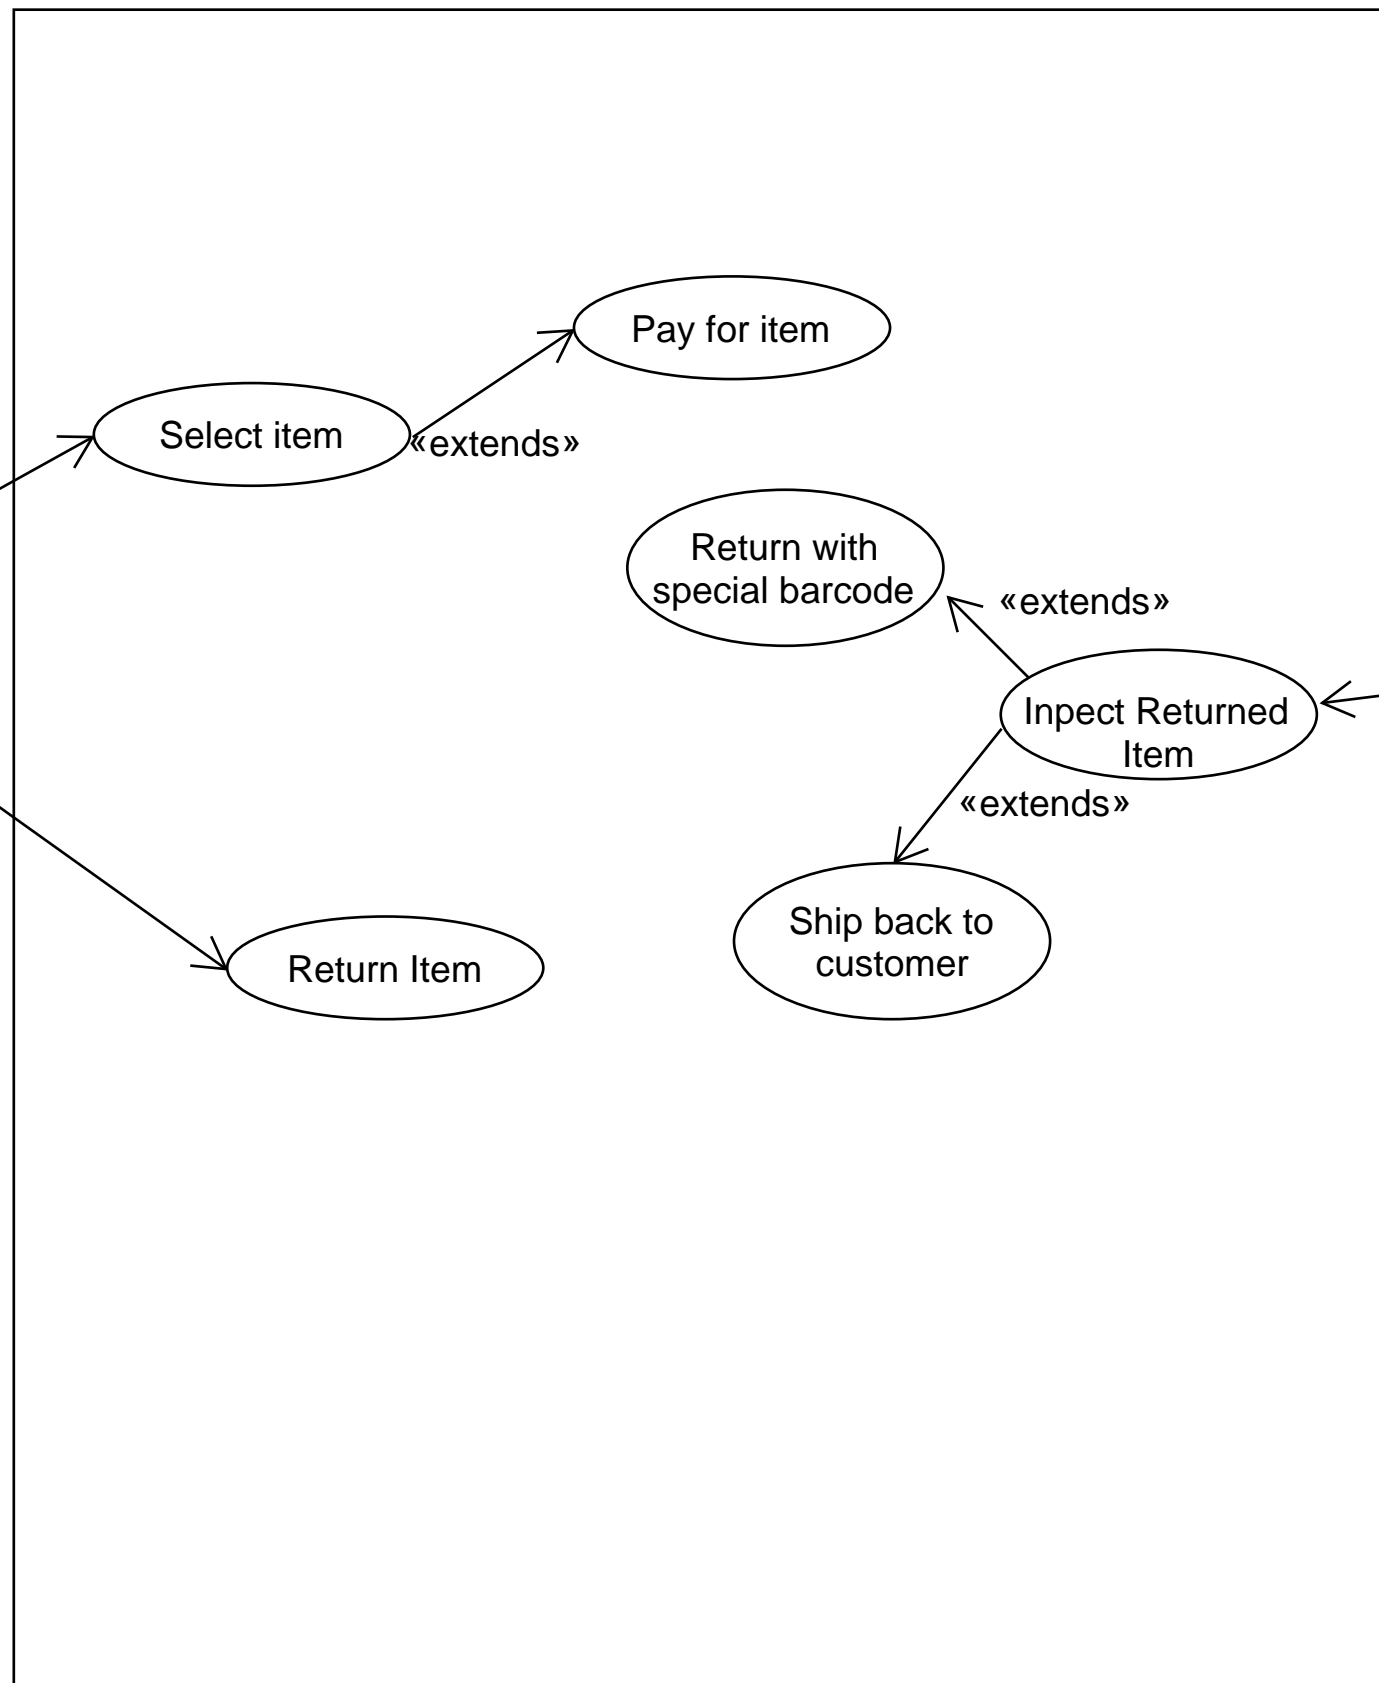 Pay for item
Select item
«extends»
Return with
special barcode
«extends»
Inpect Returned
Item
«extends»
Ship back to
customer
Return Item